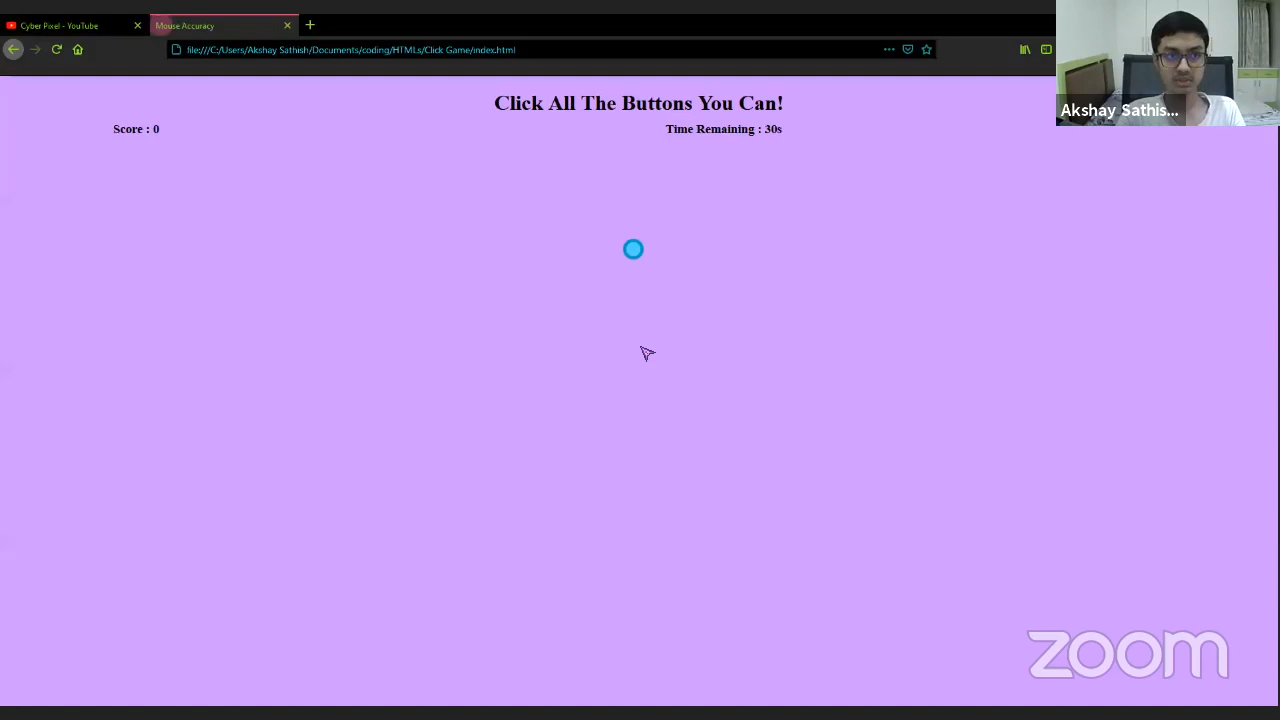 Cyber Pixel - YouTube
Mouse Accuracy
file:///C:/Users/Akshay Sathish/Documents/coding/HTMLs/Click Game/index.html
Akshay Sathis...
Click All The Buttons You Can!
Score : 0
Time Remaining : 30s
zoom